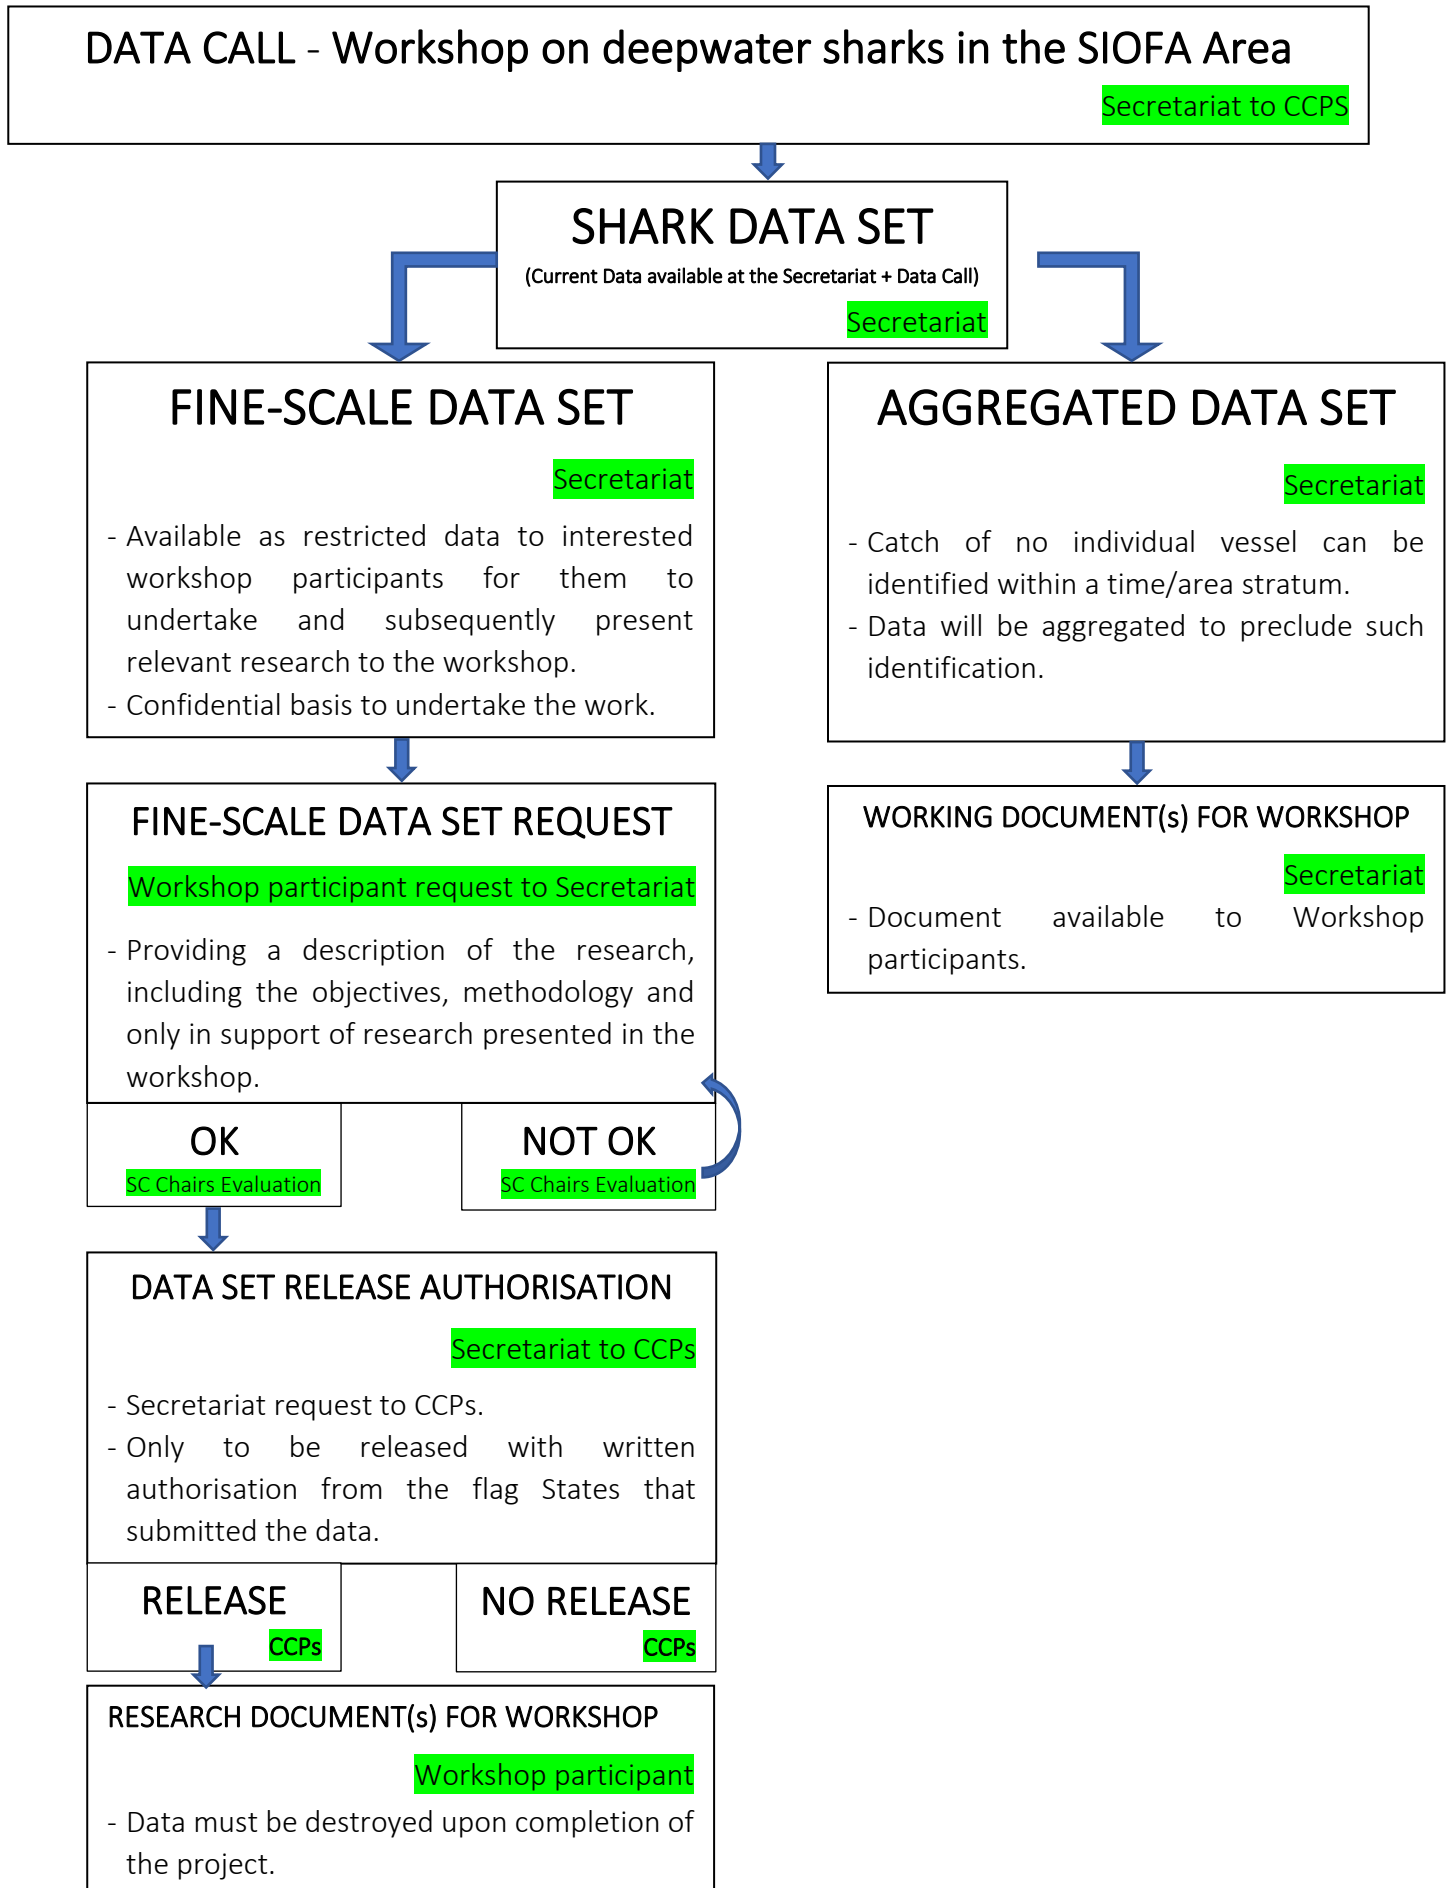 DATA CALL - Workshop on deepwater sharks in the SIOFA Area
Secretariat to CCPS
SHARK DATA SET
(Current Data available at the Secretariat + Data Call)
Secretariat
FINE-SCALE DATA SET
Secretariat
- Available as restricted data to interested
workshop participants for them to
undertake and subsequently present
relevant research to the workshop.
- Confidential basis to undertake the work.
AGGREGATED DATA SET
Secretariat
- Catch of no individual vessel can be
identified within a time/area stratum.
- Data will be aggregated to preclude such
identification.
FINE-SCALE DATA SET REQUEST
Workshop participant request to Secretariat
- Providing a description of the research,
including the objectives, methodology and
only in support of research presented in the
workshop.
WORKING DOCUMENT(s) FOR WORKSHOP
Secretariat
- Document available to Workshop
participants.
OK
SC Chairs Evaluation
NOT OK
SC Chairs Evaluation
DATA SET RELEASE AUTHORISATION
Secretariat to CCPs
- Secretariat request to CCPs.
- Only to be released with written
authorisation from the flag States that
submitted the data.
RELEASE
CCPs
NO RELEASE
CCPs
RESEARCH DOCUMENT(s) FOR WORKSHOP
Workshop participant
- Data must be destroyed upon completion of
the project.